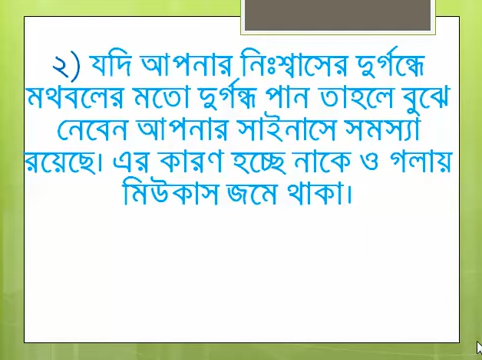 ২) যদি আপনার নিঃশ্বাসের দুর্গন্ধে
মথবলের মতো দুর্গন্ধ পান তাহলে বুঝে
নেবেন আপনার সাইনাসে সমস্যা
রয়েছে। এর কারণ হচ্ছে নাকে ও গলায়
মিউকাস জমে থাকা।